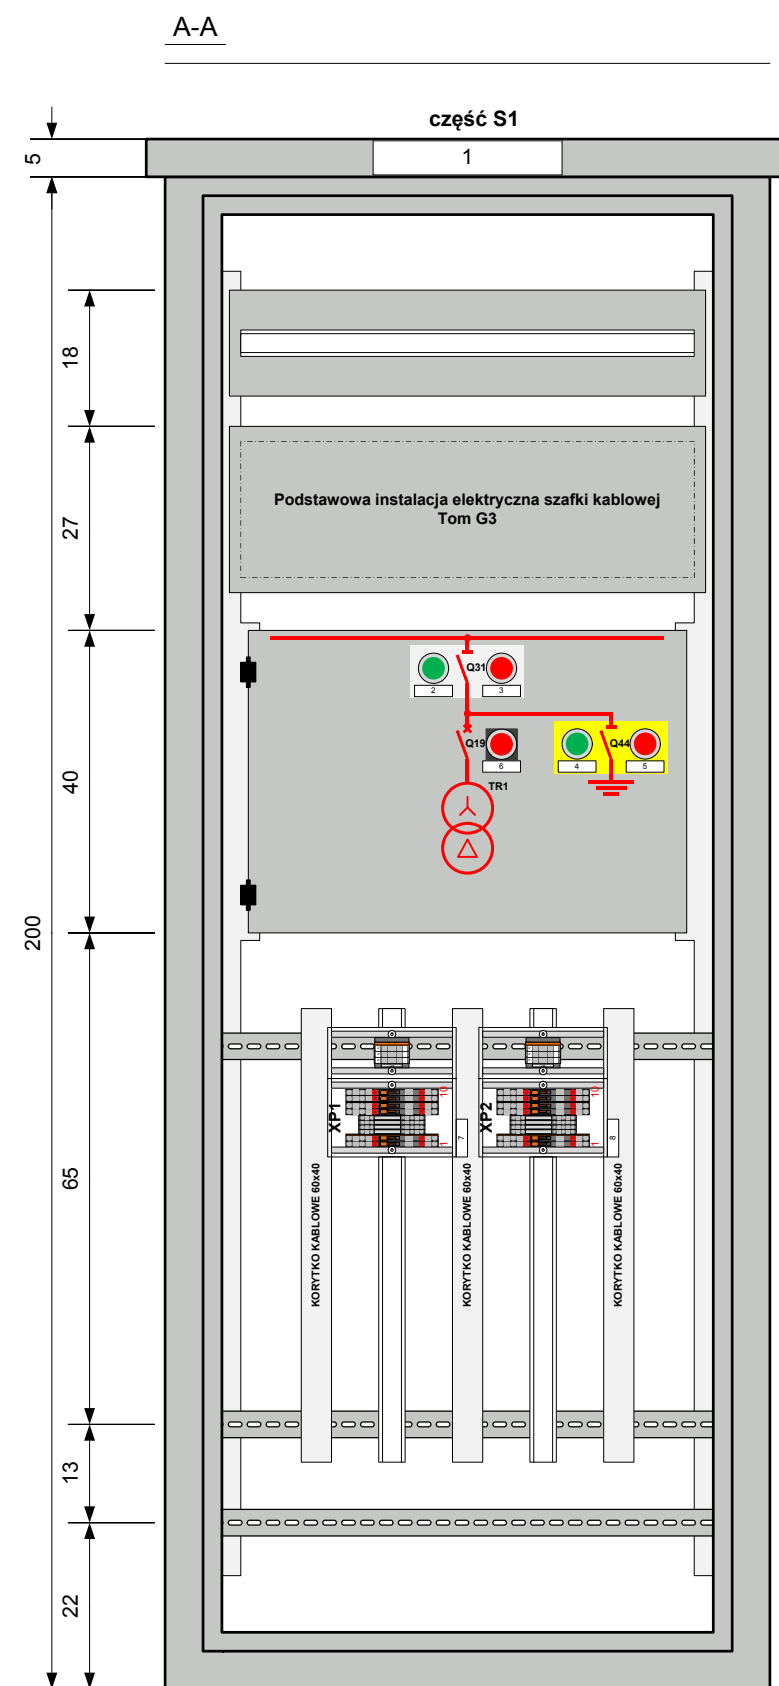 A-A
część S1
5
1
18
Podstawowa instalacja elektryczna szafki kablowej
Tom G3
27
Q31
2
3
Q19
Q44
6
4
5
TR1
40
200
XP1
10
1
7
XP2
10
1
8
65
KORYTKO KABLOWE 60x40
KORYTKO KABLOWE 60x40
KORYTKO KABLOWE 60x40
13
22